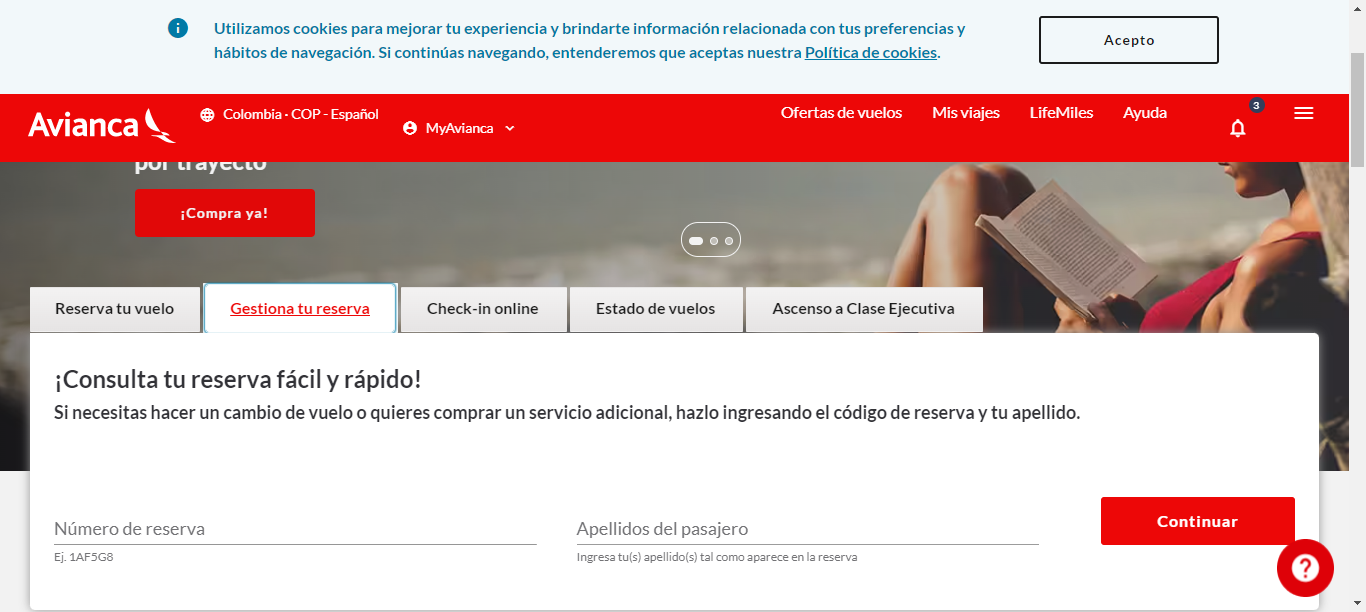 Utilizamos cookies para mejorar tu experiencia y brindarte información relacionada con tus preferencias y
hábitos de navegación. Si continúas navegando, entenderemos que aceptas nuestra Política de cookies.
Acepto
Avianca
Colombia · COP - Español
MyAvianca
Ofertas de vuelos
Mis viajes
LifeMiles
Ayuda
3
por trayecto
¡Compra ya!
Reserva tu vuelo
Gestiona tu reserva
Check-in online
Estado de vuelos
Ascenso a Clase Ejecutiva
¡Consulta tu reserva fácil y rápido!
Si necesitas hacer un cambio de vuelo o quieres comprar un servicio adicional, hazlo ingresando el código de reserva y tu apellido.
Número de reserva
Ej. 1AF5G8
Apellidos del pasajero
Ingresa tu(s) apellido(s) tal como aparece en la reserva
Continuar
?